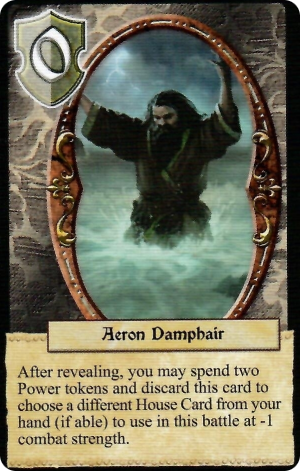 0
Aeron Damphair
After revealing, you may spend two
Power tokens and discard this card to
choose a different House Card from your
hand (if able) to use in this battle at -1
combat strength.